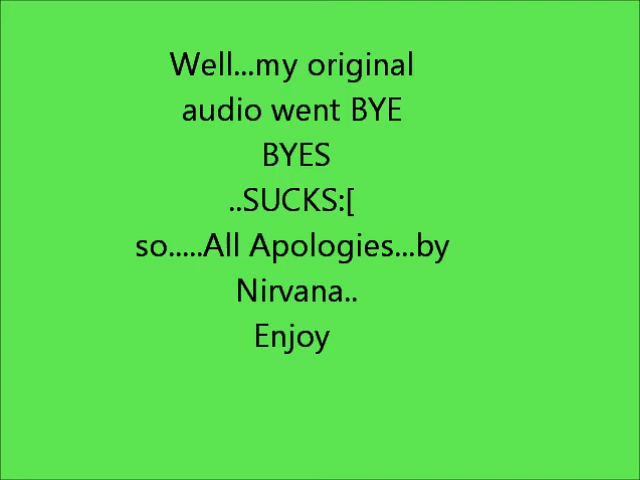 Well...my original
audio went BYE
BYES
..SUCKS:[
so.....All Apologies...by
Nirvana..
Enjoy